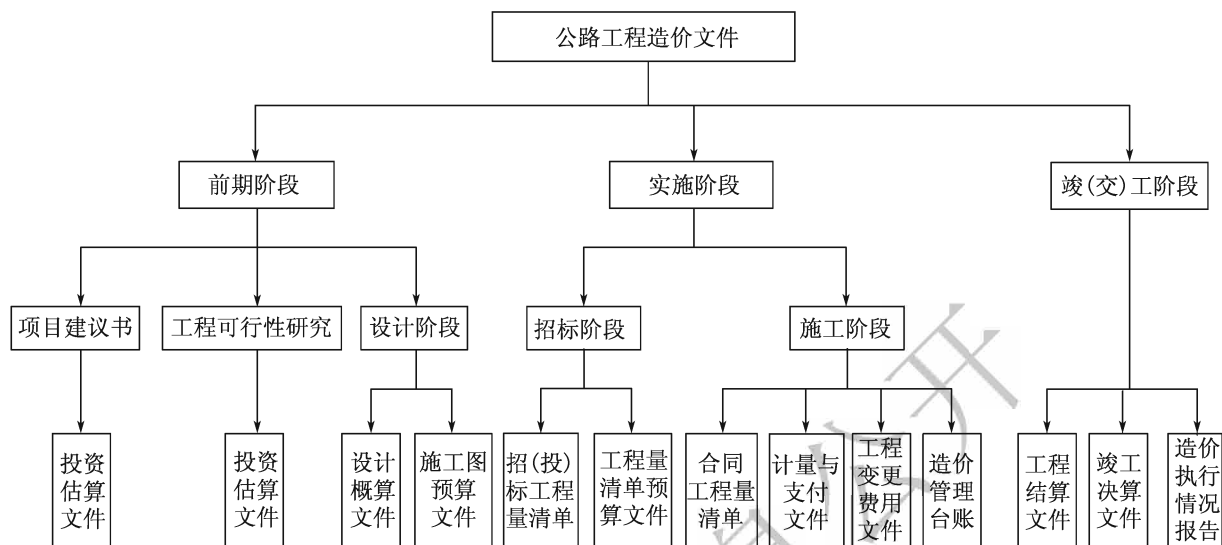 公路工程造价文件
前期阶段
实施阶段
竣(交)工阶段
项目建议书
工程可行性研究
设计阶段
招标阶段
施工阶段
投资
估算
文件
投资
估算
文件
设计
概算
文件
施工图
预算
文件
招(投)
标工程
量清单
工程量
清单预
算文件
合同
工程量
清单
计量与
支付
文件
工程
变更
费用
文件
造价
管理
台账
工程
结算
文件
竣工
决算
文件
造价
执行
情况
报告
公开